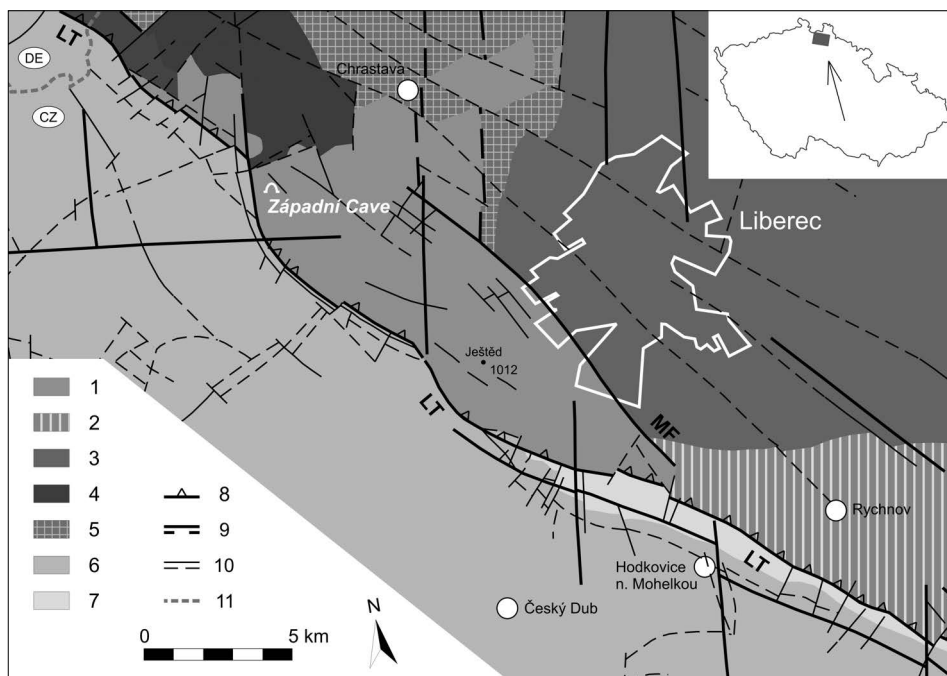 LT
DE
CZ
Chrastava
Západní Cave
Liberec
Ještěd
1012
LT
MF
Rychnov
LT
Hodkovice
n. Mohelkou
Český Dub
1
2
3
4
5
6
7
8
9
10
11
N
0 5 km